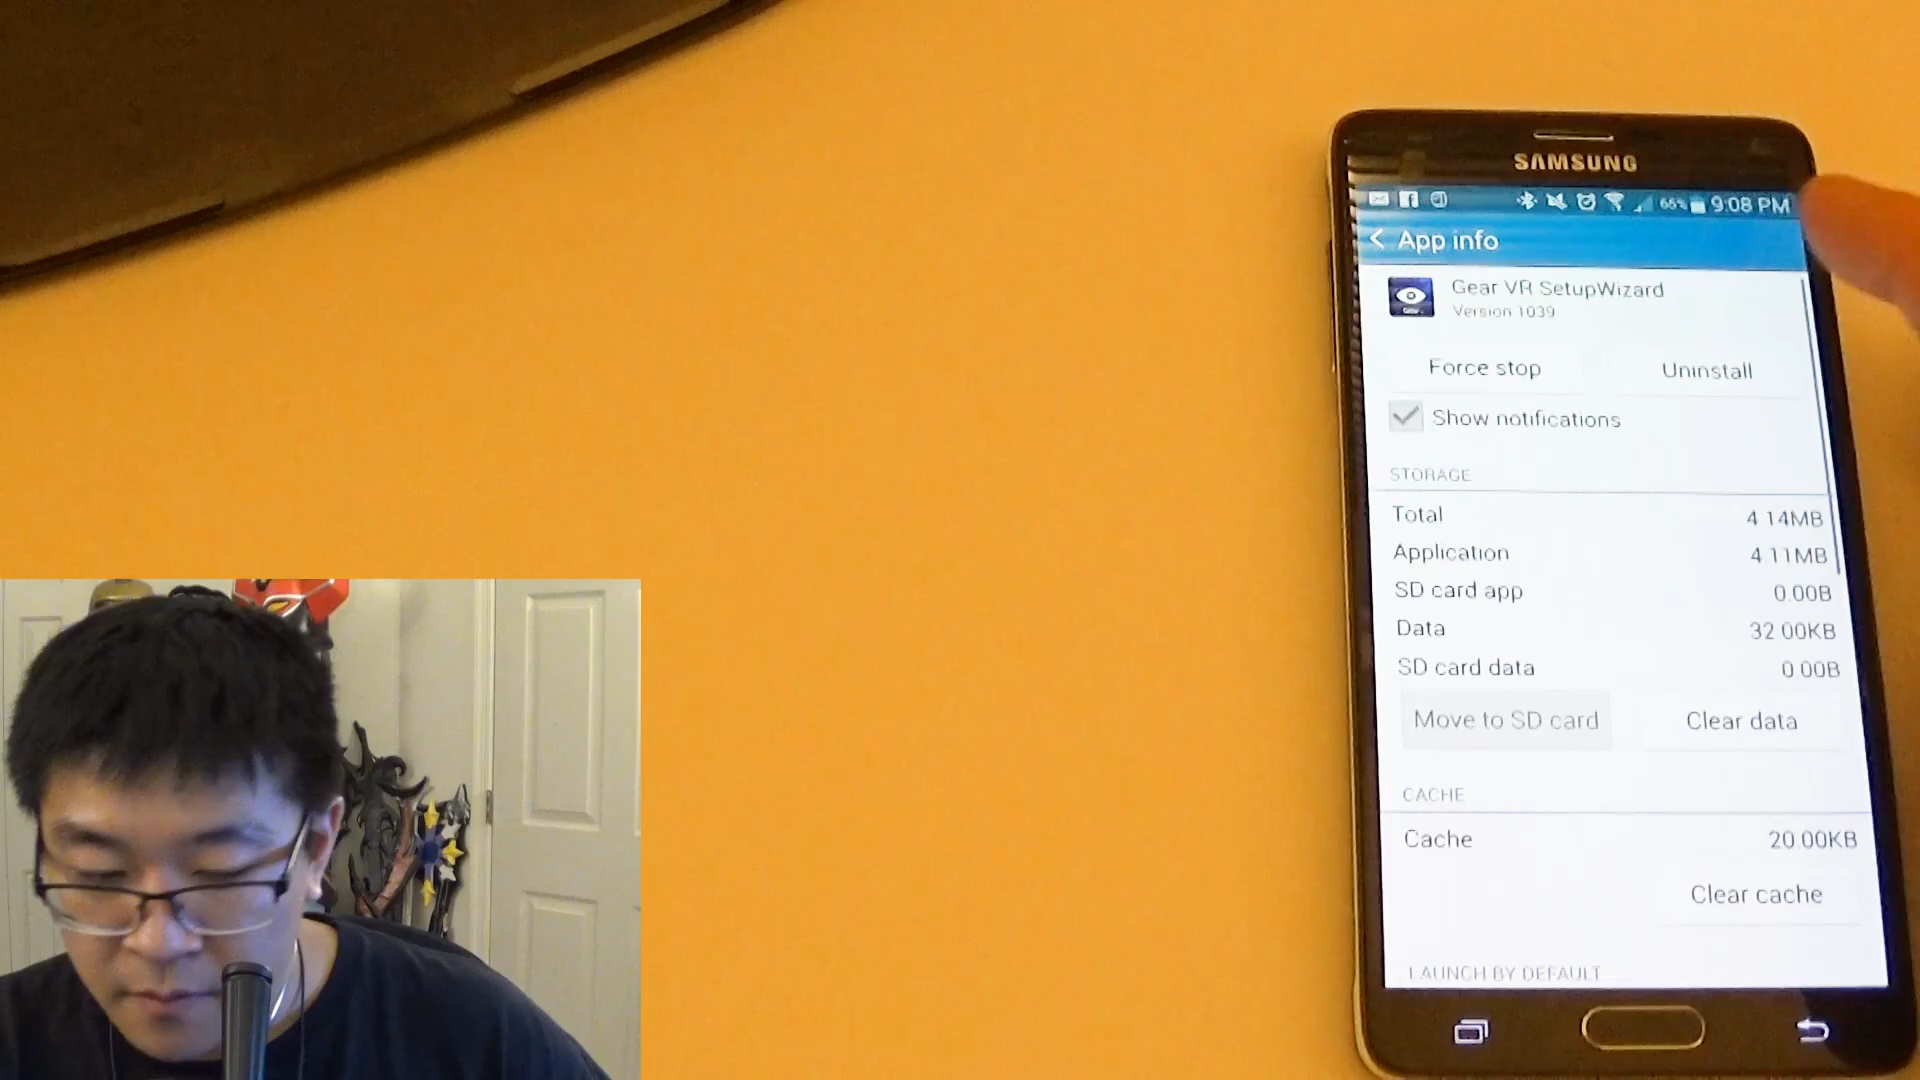 SAMSUNG
65% 9:08 PM
< App info
Gear VR SetupWizard
Version 1039
Force stop Uninstall
Show notifications
STORAGE
Total 4.14MB
Application 4.11MB
SD card app 0.00B
Data 32.00KB
SD card data 0.00B
Move to SD card Clear data
CACHE
Cache 20.00KB
Clear cache
LAUNCH BY DEFAULT